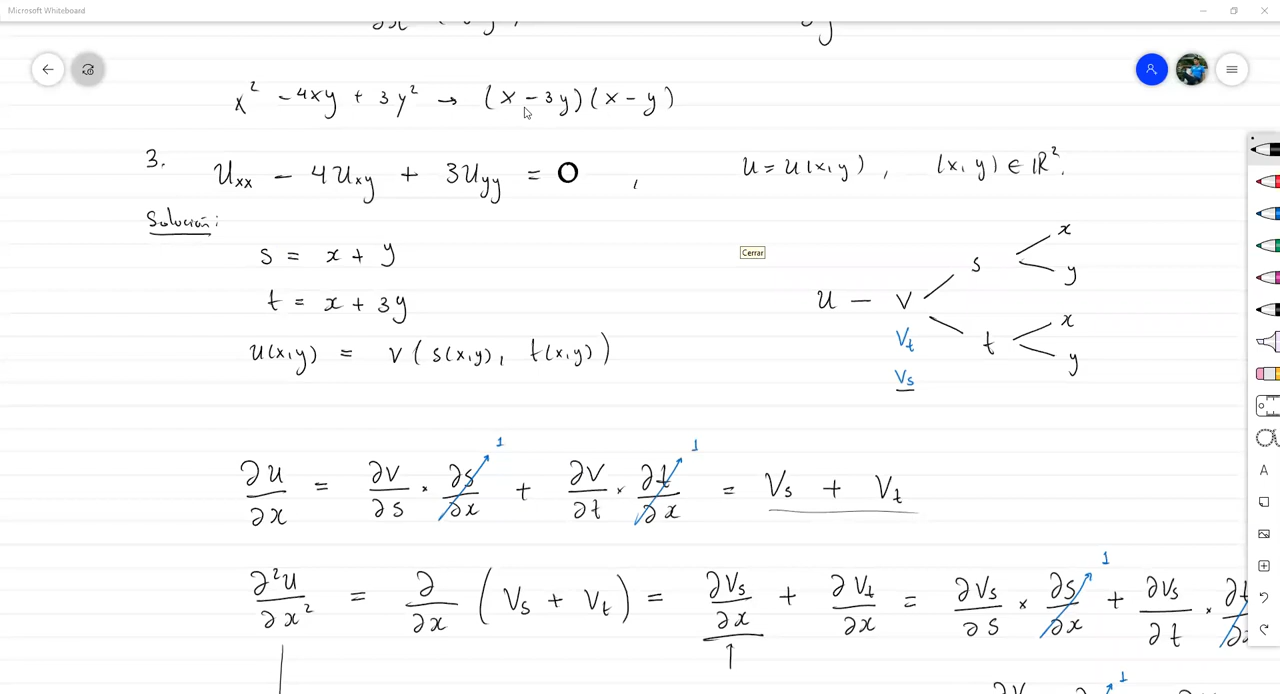 Microsoft Whiteboard
x² - 4xy + 3y² → (x - 3y)(x - y)
3. Uxx - 4Uxy + 3Uyy = 0 , U = U(x,y) , (x,y) ∈ ℝ².
Solución:
s = x + y
t = x + 3y
u(x,y) = v(s(x,y), t(x,y))
Cerrar
u — v
s
x
y
t
x
y
Vt
Vs
∂u/∂x = ∂v/∂s · ∂s/∂x 1 + ∂v/∂t × ∂t/∂x 1 = Vs + Vt
∂²u/∂x² = ∂/∂x (Vs + Vt) = ∂Vs/∂x + ∂Vt/∂x = ∂Vs/∂s × ∂s/∂x 1 + ∂Vs/∂t ×
A